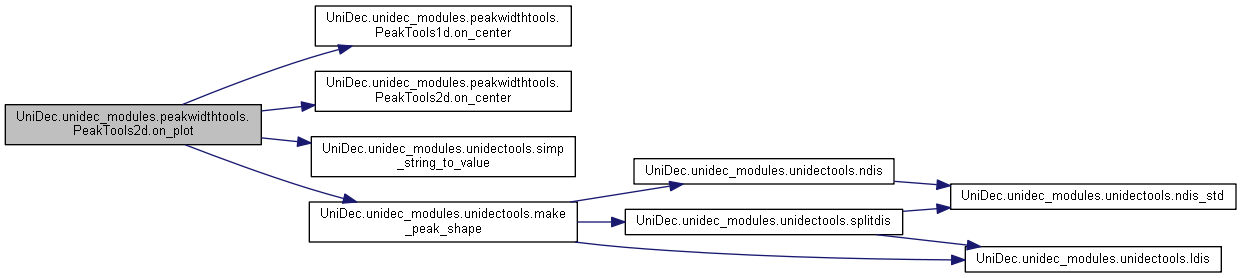 UniDec.unidec_modules.peakwidthtools.
PeakTools2d.on_plot
UniDec.unidec_modules.peakwidthtools.
PeakTools1d.on_center
UniDec.unidec_modules.peakwidthtools.
PeakTools2d.on_center
UniDec.unidec_modules.unidectools.simp
_string_to_value
UniDec.unidec_modules.unidectools.make
_peak_shape
UniDec.unidec_modules.unidectools.ndis
UniDec.unidec_modules.unidectools.splitdis
UniDec.unidec_modules.unidectools.ndis_std
UniDec.unidec_modules.unidectools.ldis